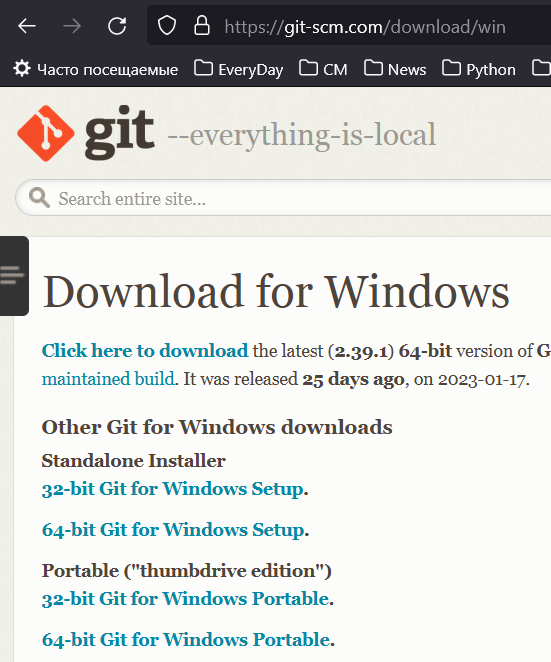 https://git-scm.com/download/win
Часто посещаемые EveryDay CM News Python
git --everything-is-local
Search entire site...
Download for Windows
Click here to download the latest (2.39.1) 64-bit version of G
maintained build. It was released 25 days ago, on 2023-01-17.
Other Git for Windows downloads
Standalone Installer
32-bit Git for Windows Setup.
64-bit Git for Windows Setup.
Portable ("thumbdrive edition")
32-bit Git for Windows Portable.
64-bit Git for Windows Portable.